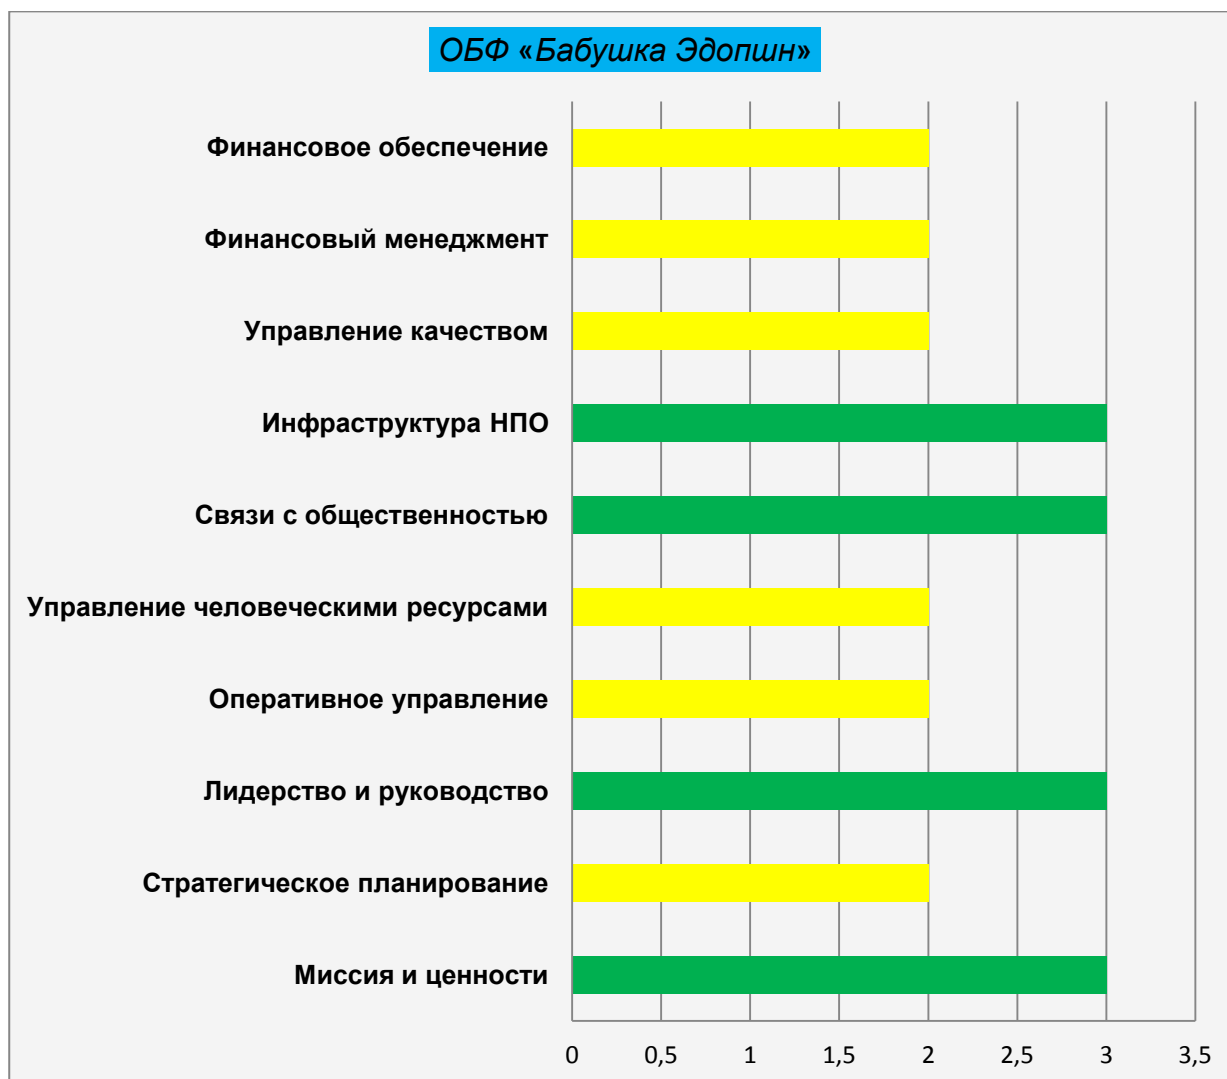 ОБФ «Бабушка Эдопшн»
Финансовое обеспечение
Финансовый менеджмент
Управление качеством
Инфраструктура НПО
Связи с общественностью
Управление человеческими ресурсами
Оперативное управление
Лидерство и руководство
Стратегическое планирование
Миссия и ценности
0 0,5 1 1,5 2 2,5 3 3,5